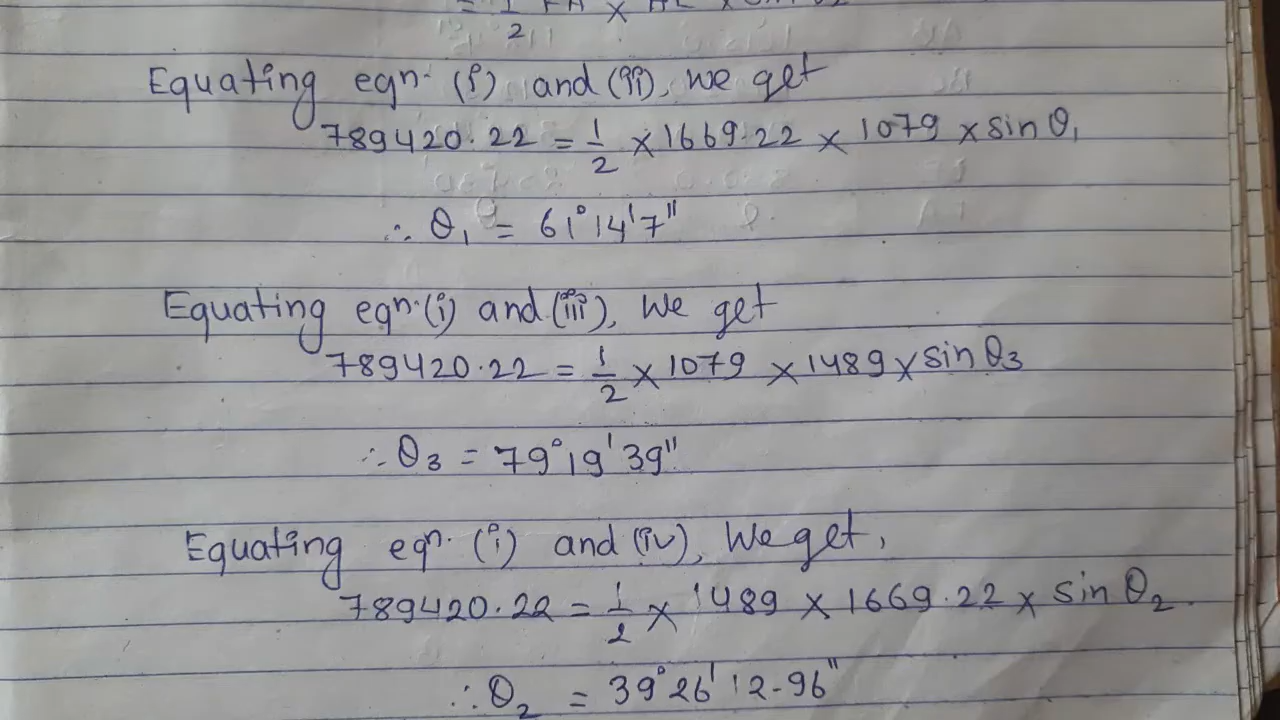 = 1/2
Equating eqn. (i) and (ii), we get
789420.22 = 1/2 × 1669.22 × 1079 × sin θ₁
∴ θ₁ = 61°14'7"
Equating eqn. (i) and (iii), we get
789420.22 = 1/2 × 1079 × 1489 × sin θ₃
∴ θ₃ = 79°19'39"
Equating eqn. (i) and (iv), We get,
789420.22 = 1/2 × 1489 × 1669.22 × sin θ₂.
∴ θ₂ = 39°26'12.96"